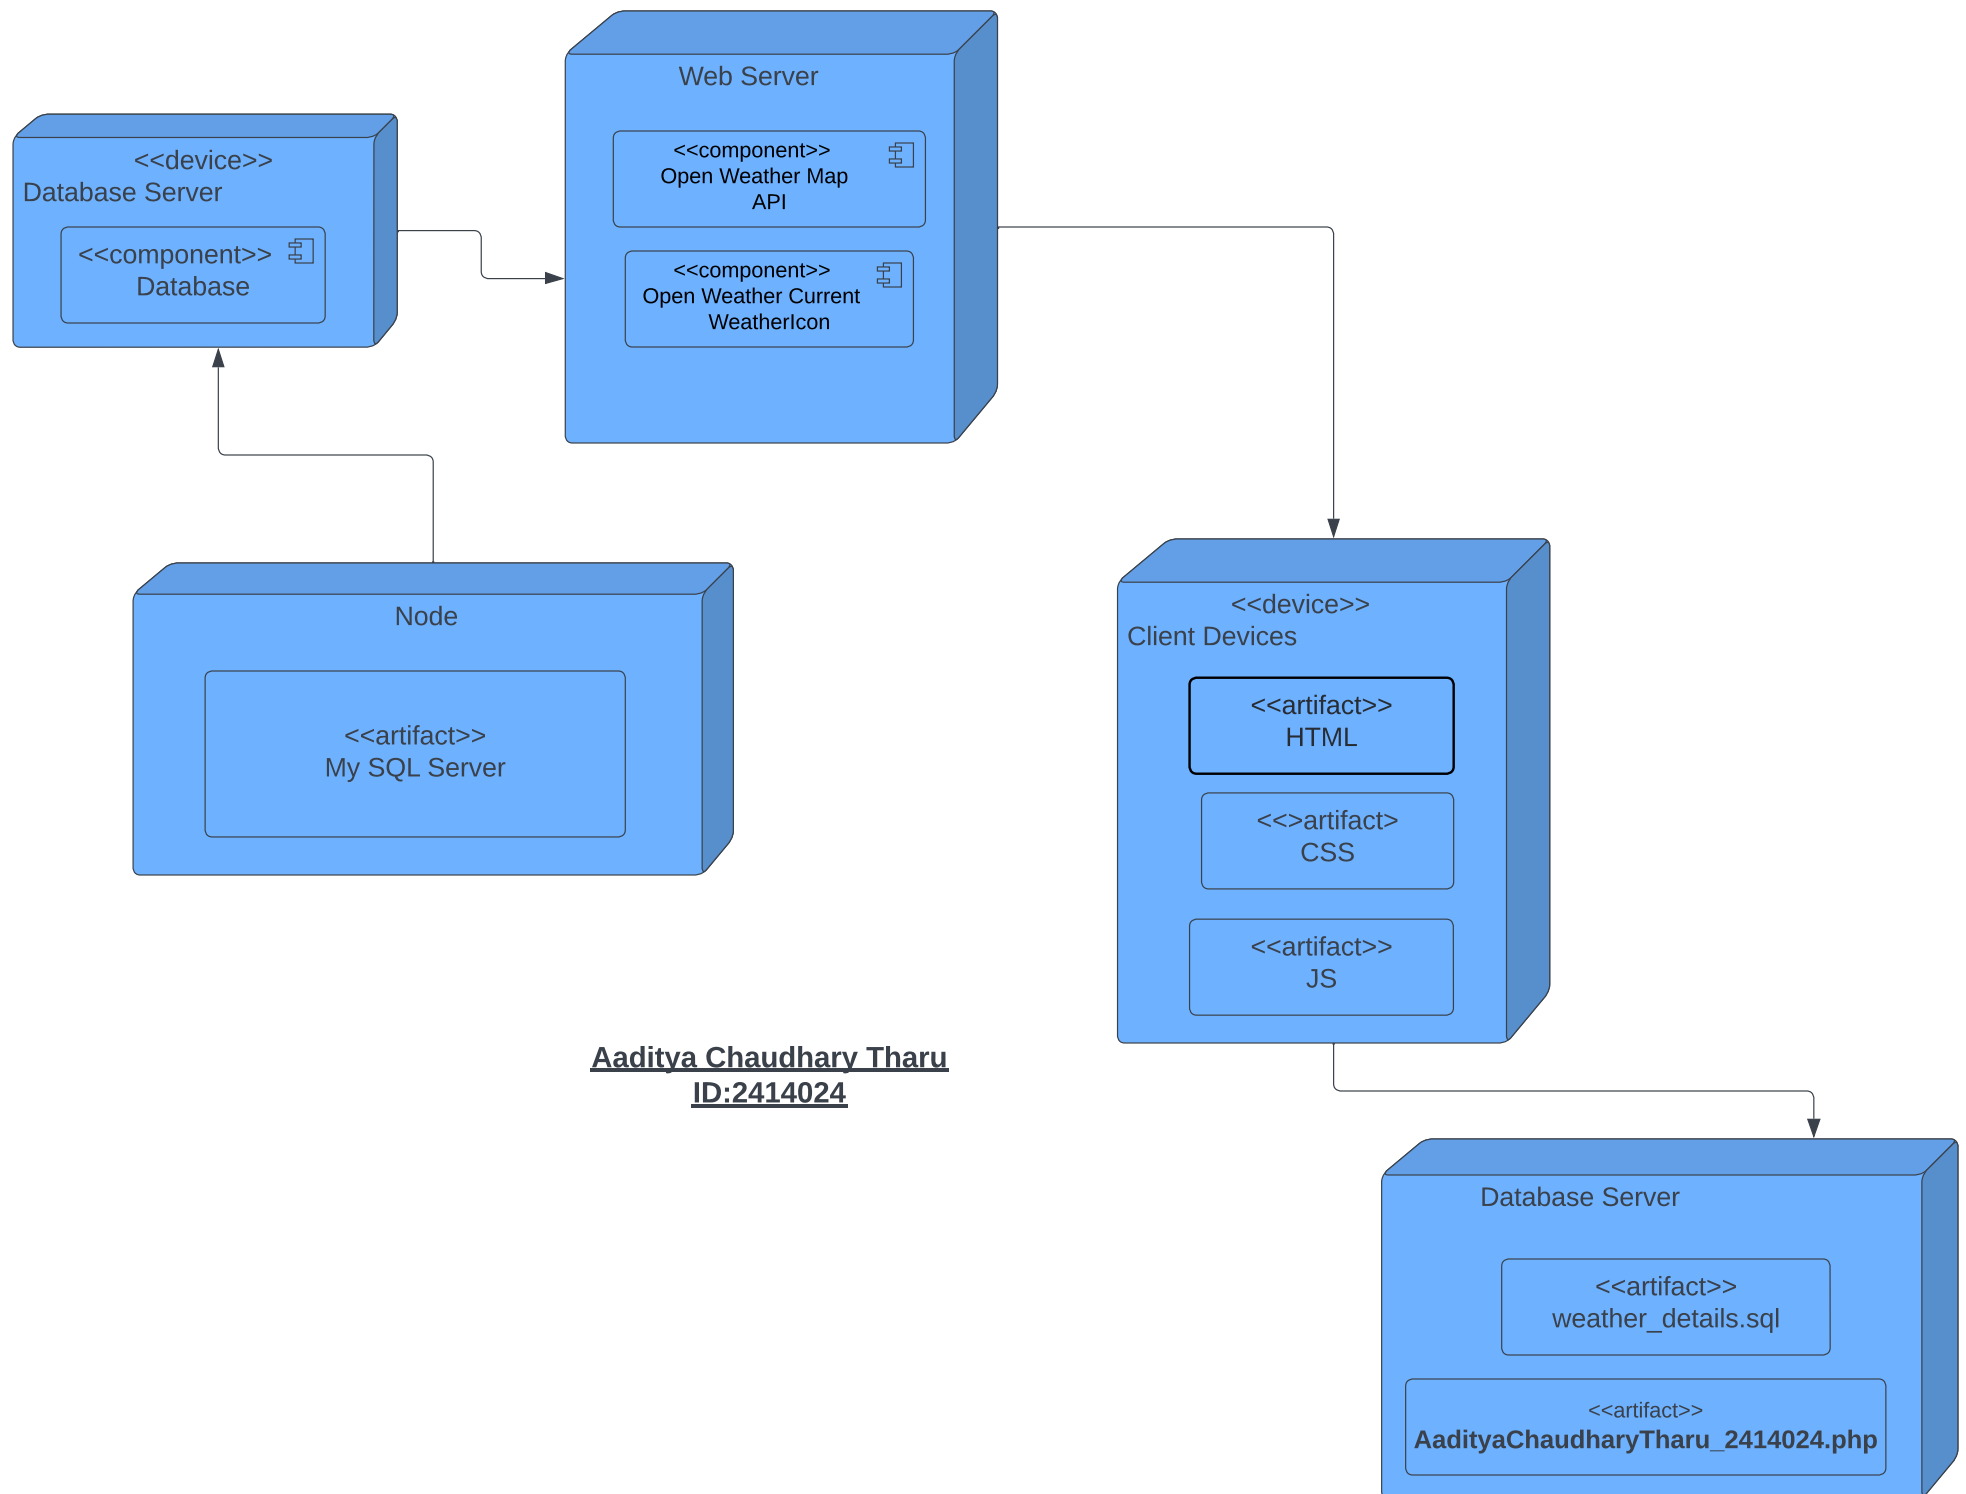 Web Server
<<component>>
Open Weather Map
API
<<component>>
Open Weather Current
WeatherIcon
<<device>>
Database Server
<<component>>
Database
Node
<<artifact>>
My SQL Server
<<device>>
Client Devices
<<artifact>>
HTML
<<>artifact>
CSS
<<artifact>>
JS
Aaditya Chaudhary Tharu
ID:2414024
Database Server
<<artifact>>
weather_details.sql
<<artifact>>
AadityaChaudharyTharu_2414024.php